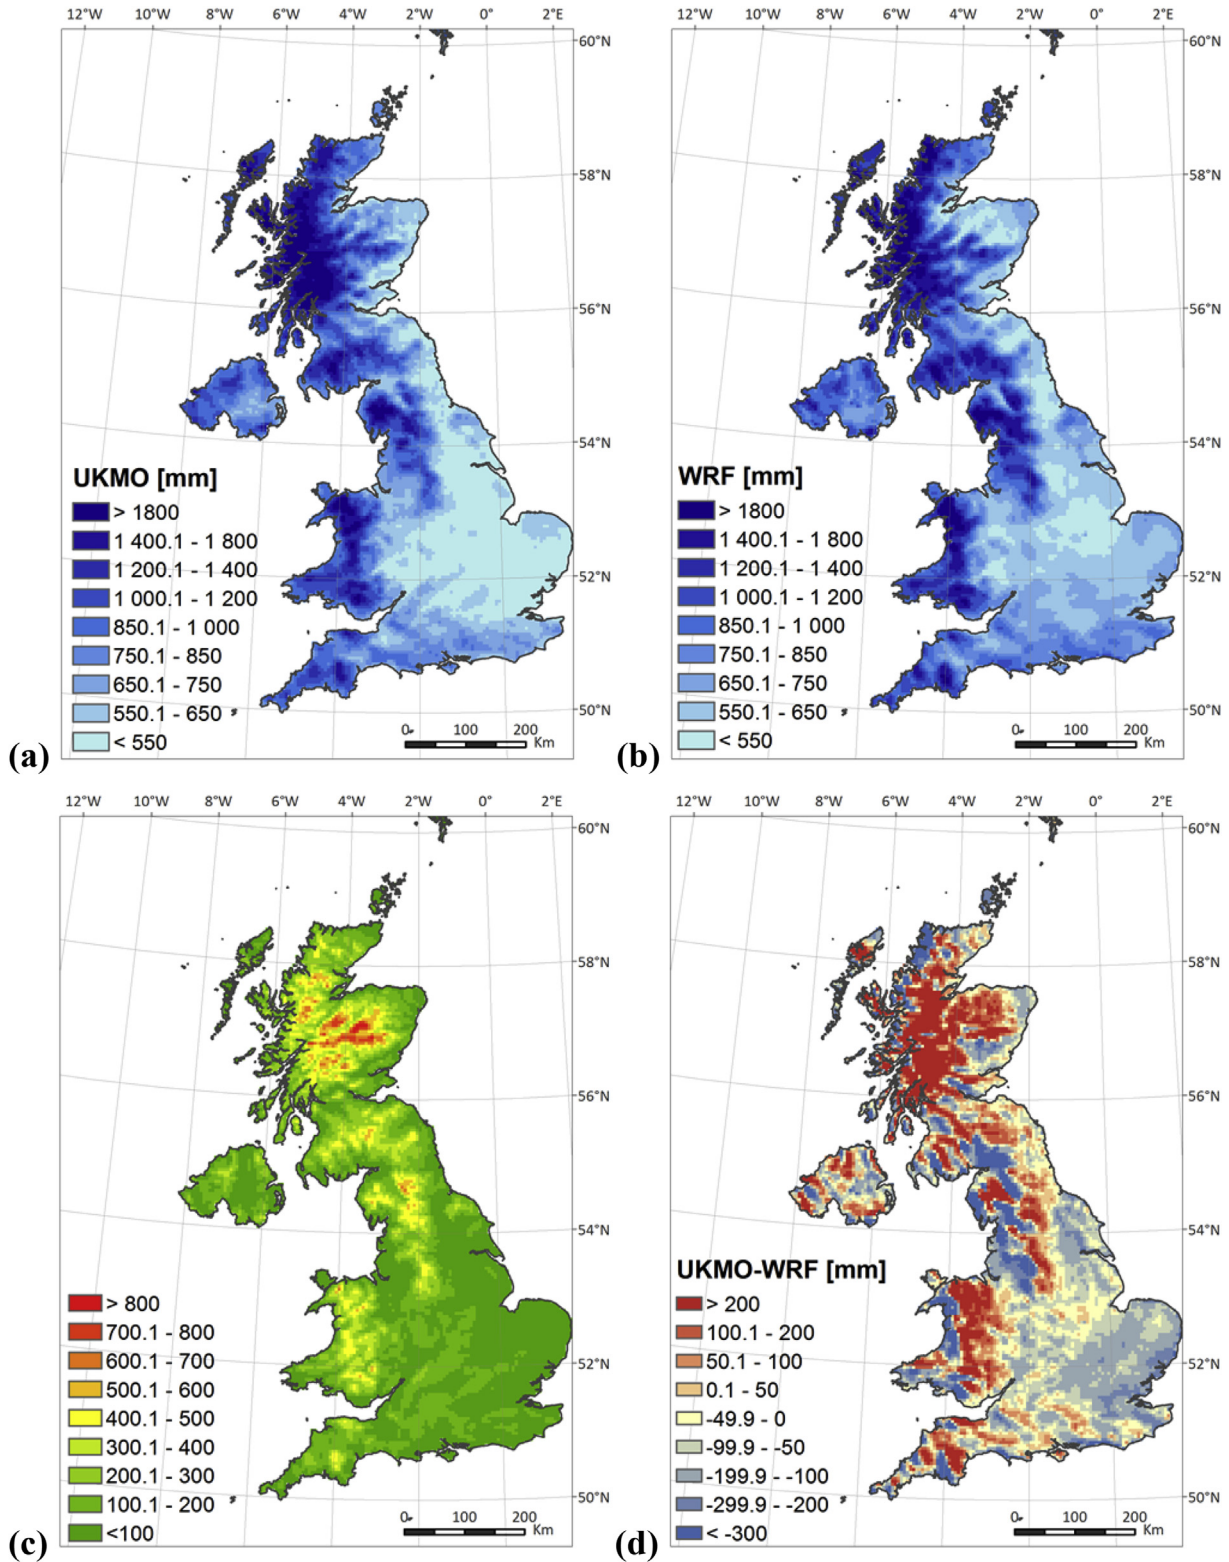 12°W 10°W 8°W 6°W 4°W 2°W 0° 2°E
60°N
58°N
56°N
54°N
52°N
50°N
UKMO [mm]
> 1800
1 400.1 - 1 800
1 200.1 - 1 400
1 000.1 - 1 200
850.1 - 1 000
750.1 - 850
650.1 - 750
550.1 - 650
< 550
0 100 200
Km
(a)
12°W 10°W 8°W 6°W 4°W 2°W 0° 2°E
60°N
58°N
56°N
54°N
52°N
50°N
WRF [mm]
> 1800
1 400.1 - 1 800
1 200.1 - 1 400
1 000.1 - 1 200
850.1 - 1 000
750.1 - 850
650.1 - 750
550.1 - 650
< 550
0 100 200
Km
(b)
12°W 10°W 8°W 6°W 4°W 2°W 0° 2°E
60°N
58°N
56°N
54°N
52°N
50°N
> 800
700.1 - 800
600.1 - 700
500.1 - 600
400.1 - 500
300.1 - 400
200.1 - 300
100.1 - 200
<100
0 100 200
Km
(c)
12°W 10°W 8°W 6°W 4°W 2°W 0° 2°E
60°N
58°N
56°N
54°N
52°N
50°N
UKMO-WRF [mm]
> 200
100.1 - 200
50.1 - 100
0.1 - 50
-49.9 - 0
-99.9 - -50
-199.9 - -100
-299.9 - -200
< -300
0 100 200
Km
(d)